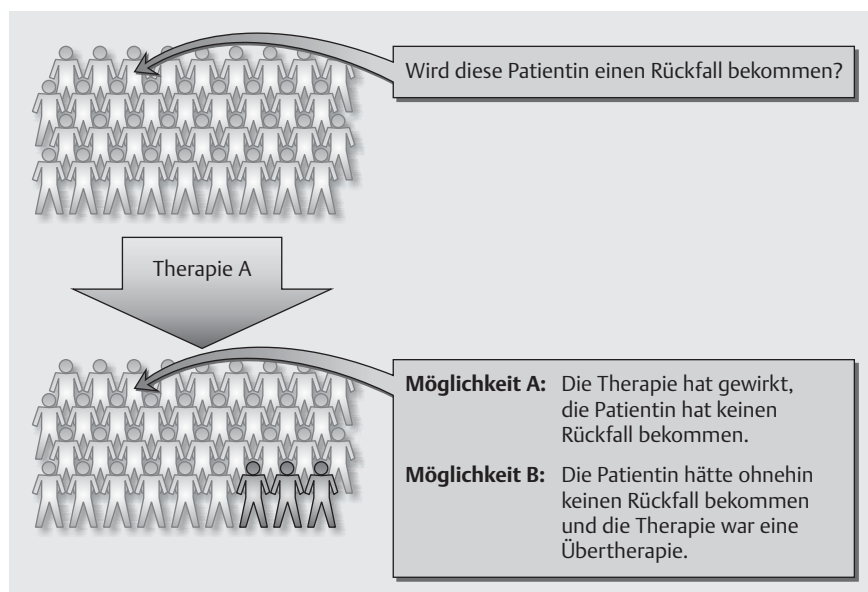 Wird diese Patientin einen Rückfall bekommen?
Therapie A
Möglichkeit A: Die Therapie hat gewirkt,
die Patientin hat keinen
Rückfall bekommen.
Möglichkeit B: Die Patientin hätte ohnehin
keinen Rückfall bekommen
und die Therapie war eine
Übertherapie.